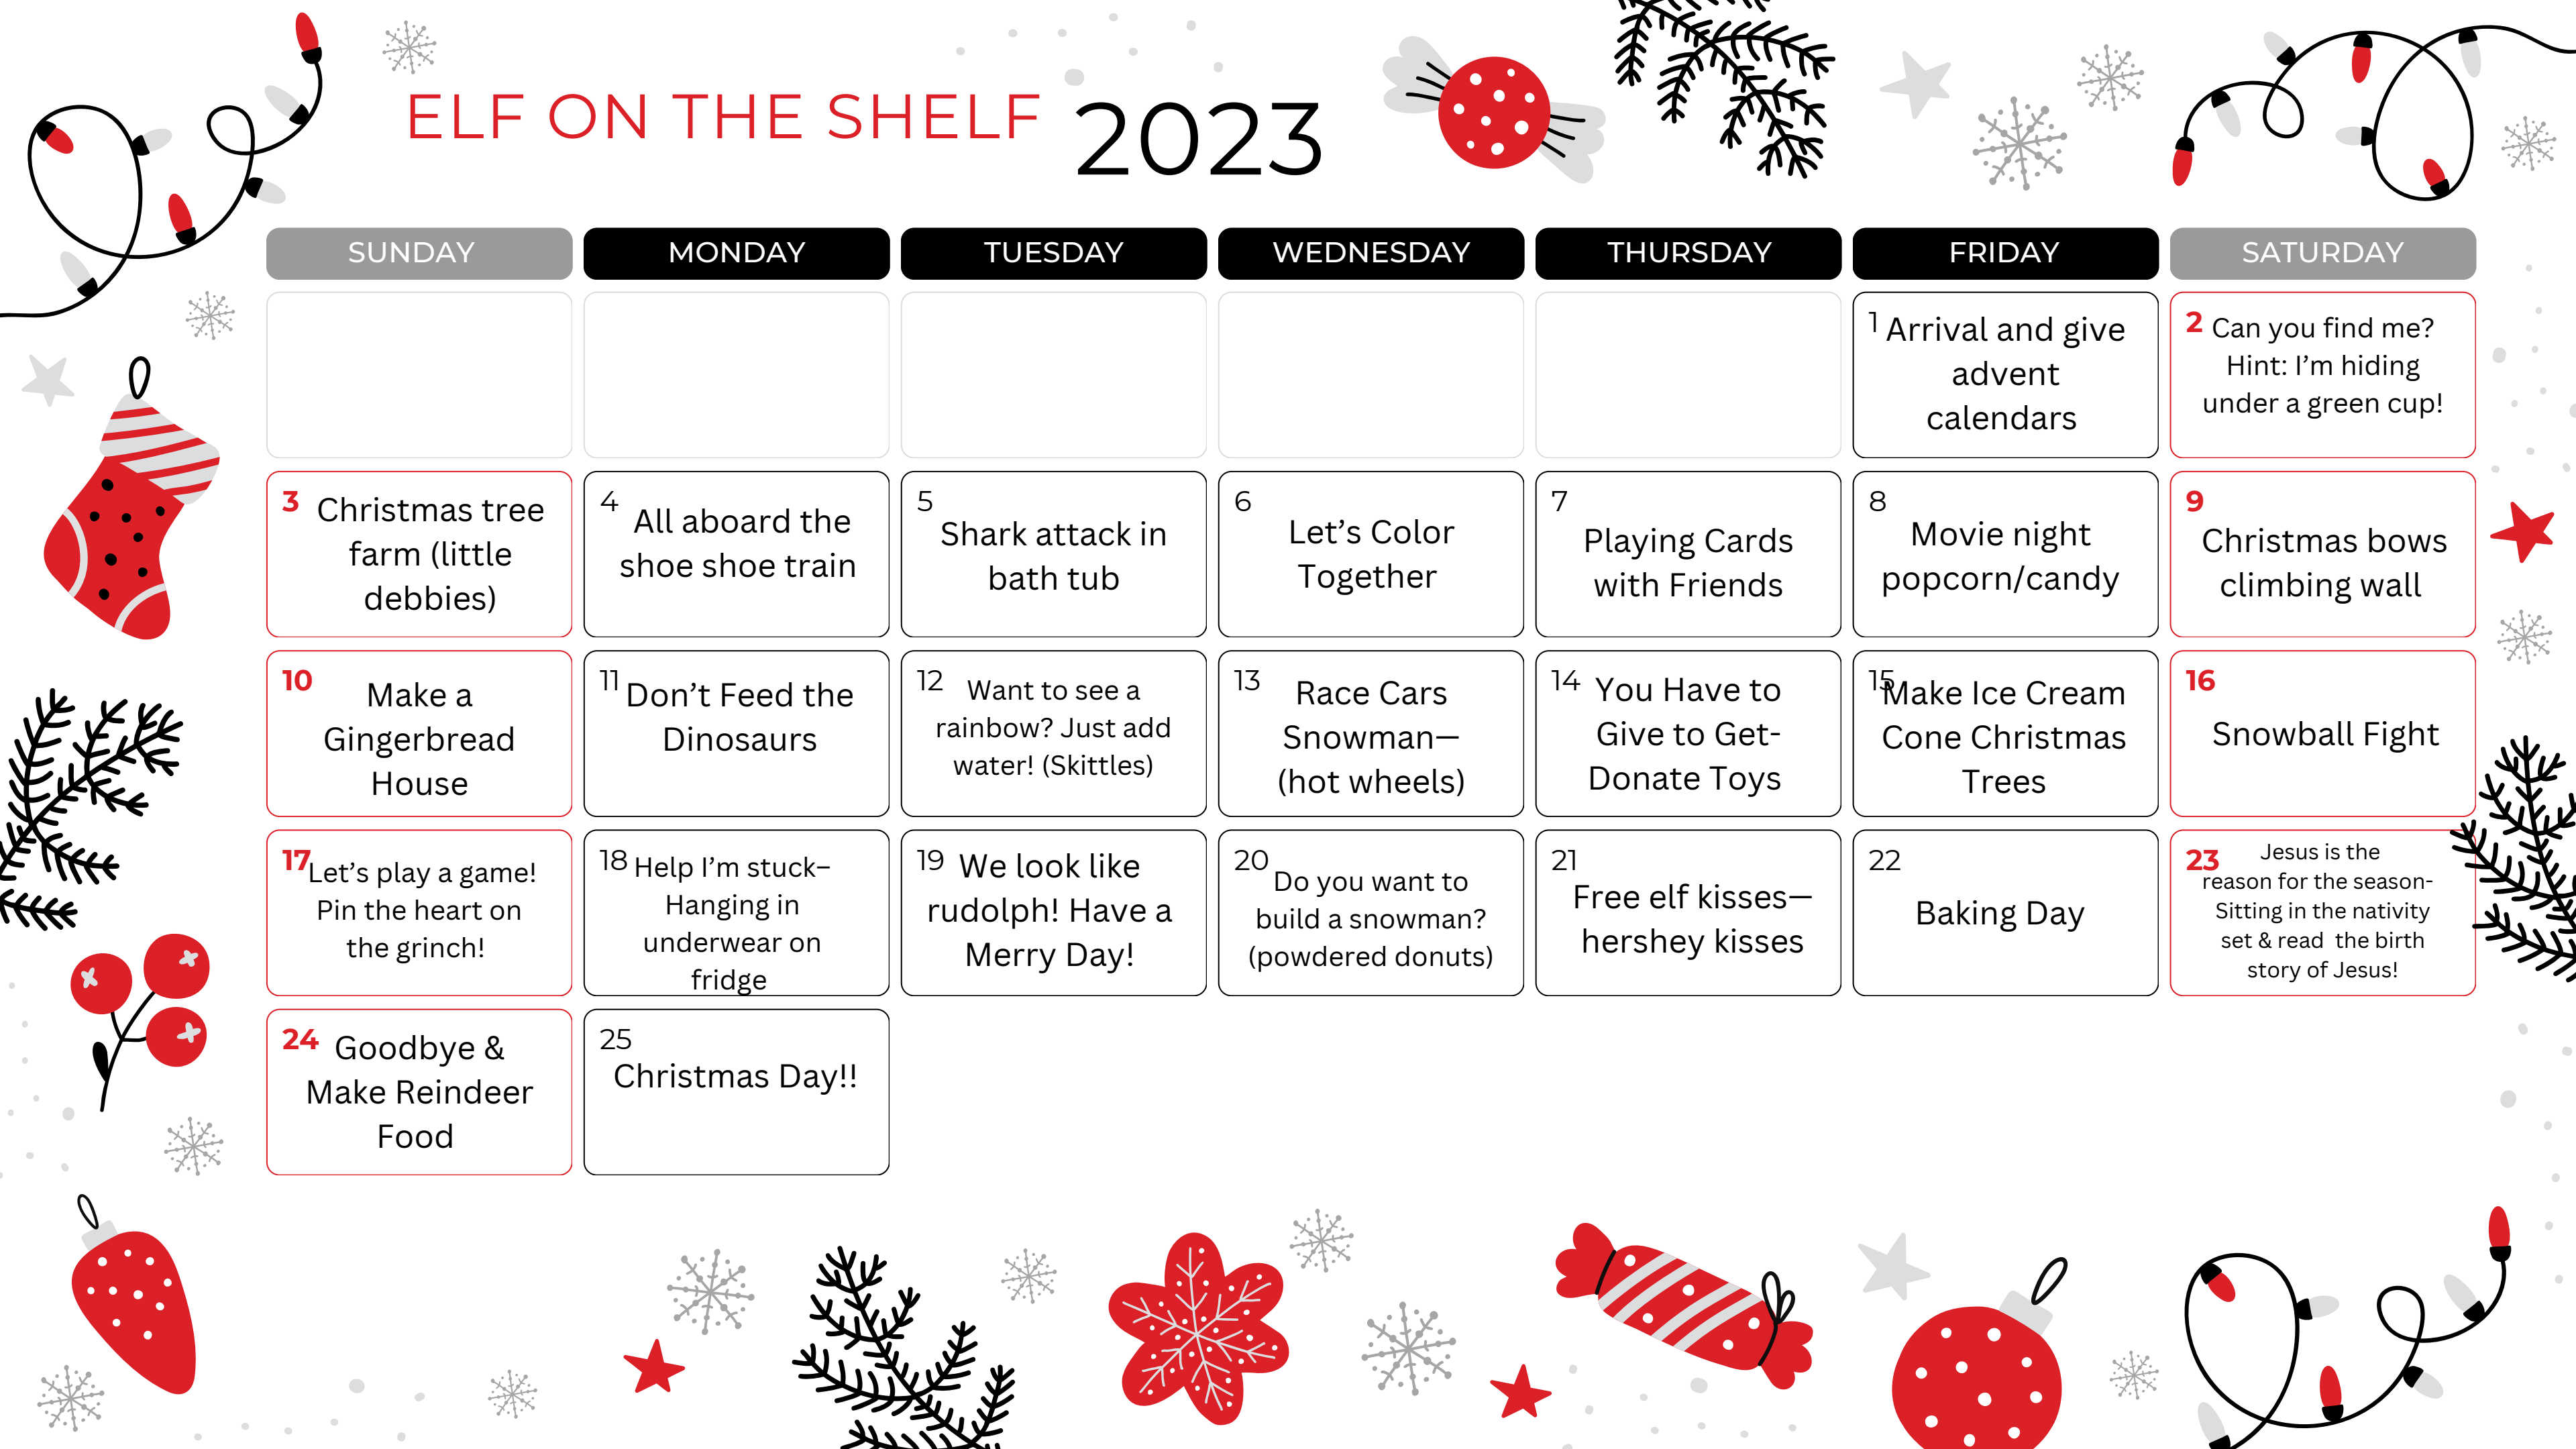 ELF ON THE SHELF 2023
SUNDAY MONDAY TUESDAY WEDNESDAY THURSDAY FRIDAY SATURDAY
1 Arrival and give
advent
calendars
2 Can you find me?
Hint: I’m hiding
under a green cup!
3 Christmas tree
farm (little
debbies)
4 All aboard the
shoe shoe train
5
Shark attack in
bath tub
6
Let’s Color
Together
7
Playing Cards
with Friends
8
Movie night
popcorn/candy
9
Christmas bows
climbing wall
10
Make a
Gingerbread
House
11 Don’t Feed the
Dinosaurs
12 Want to see a
rainbow? Just add
water! (Skittles)
13 Race Cars
Snowman—
(hot wheels)
14 You Have to
Give to Get-
Donate Toys
15 Make Ice Cream
Cone Christmas
Trees
16
Snowball Fight
17 Let’s play a game!
Pin the heart on
the grinch!
18 Help I’m stuck–
Hanging in
underwear on
fridge
19 We look like
rudolph! Have a
Merry Day!
20 Do you want to
build a snowman?
(powdered donuts)
21
Free elf kisses—
hershey kisses
22
Baking Day
23 Jesus is the
reason for the season-
Sitting in the nativity
set & read the birth
story of Jesus!
24 Goodbye &
Make Reindeer
Food
25
Christmas Day!!